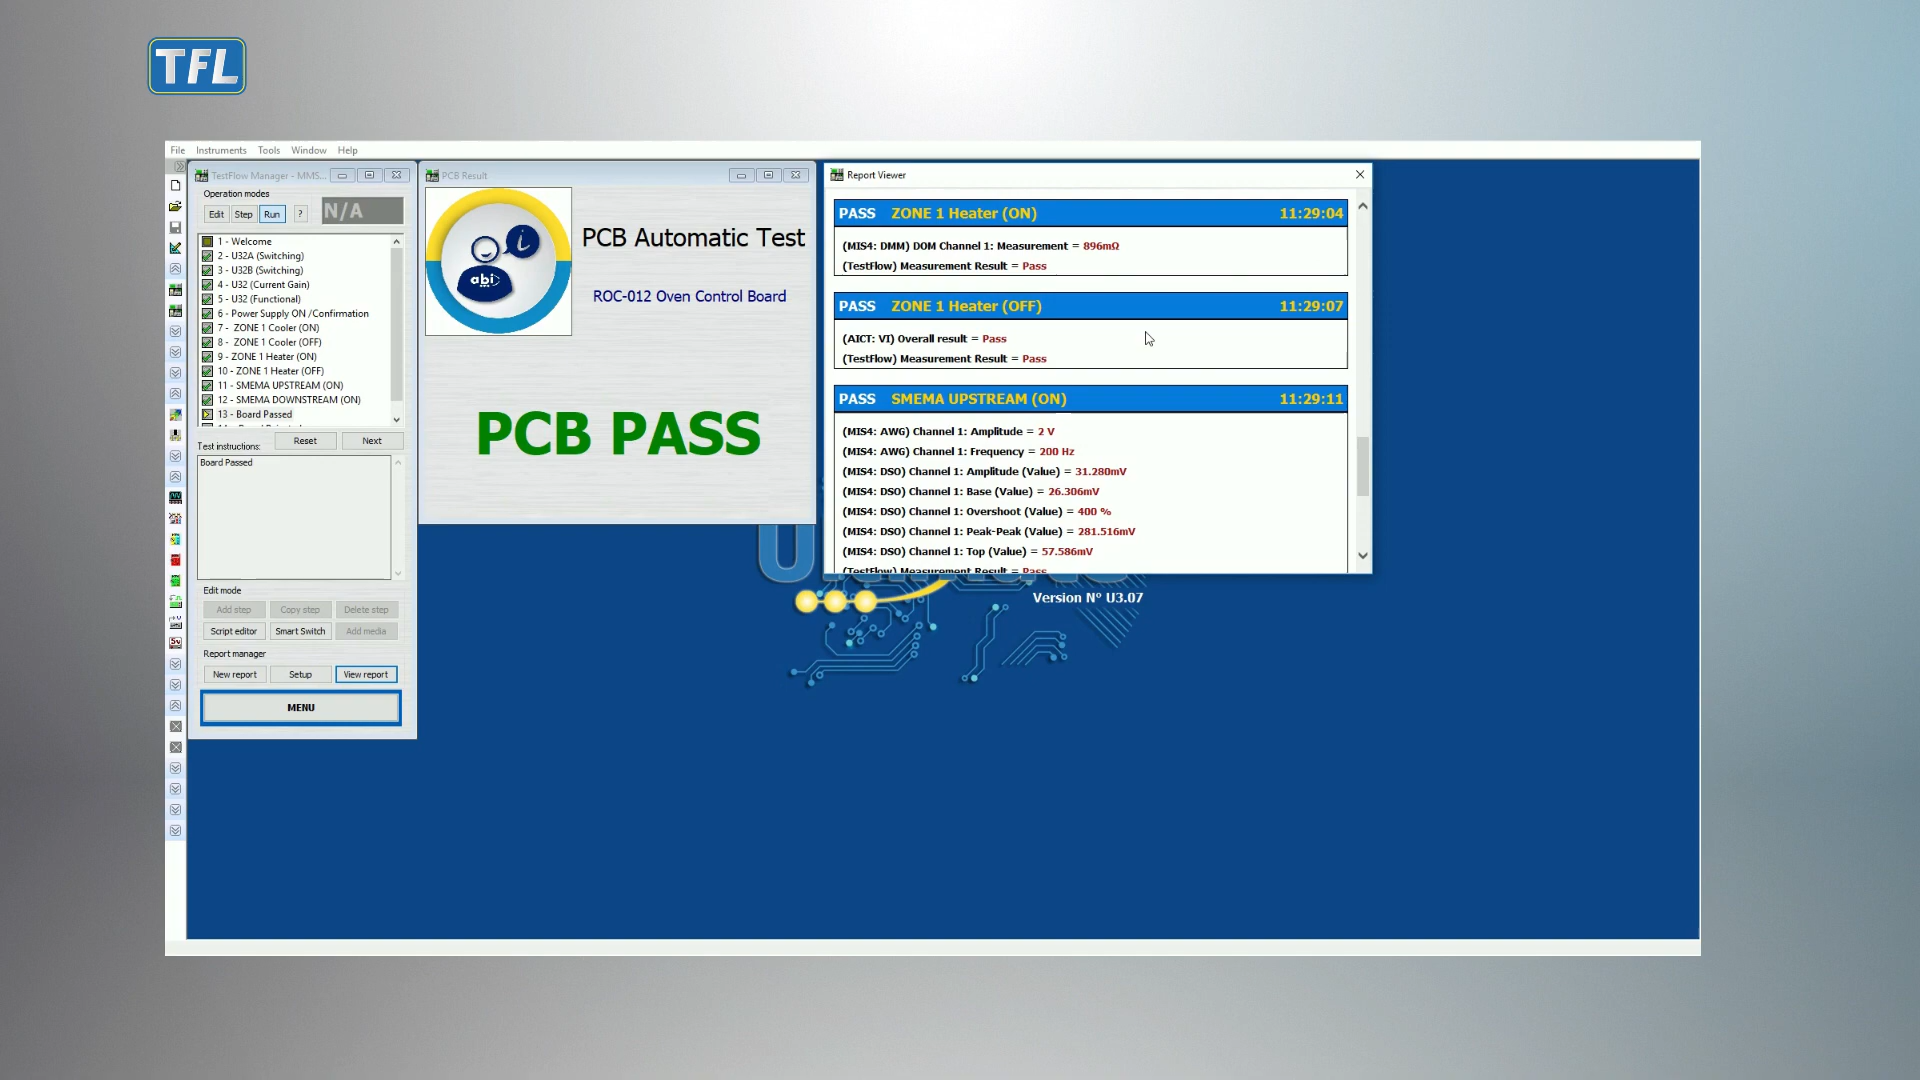 TFL
File Instruments Tools Window Help
TestFlow Manager - MMS...
Operation modes
Edit Step Run ? N/A
1 - Welcome
2 - U32A (Switching)
3 - U32B (Switching)
4 - U32 (Current Gain)
5 - U32 (Functional)
6 - Power Supply ON /Confirmation
7 - ZONE 1 Cooler (ON)
8 - ZONE 1 Cooler (OFF)
9 - ZONE 1 Heater (ON)
10 - ZONE 1 Heater (OFF)
11 - SMEMA UPSTREAM (ON)
12 - SMEMA DOWNSTREAM (ON)
13 - Board Passed
Test instructions: Reset Next
Board Passed
Edit mode
Add step Copy step Delete step
Script editor Smart Switch Add media
Report manager
New report Setup View report
MENU
PCB Result
abi
i
PCB Automatic Test
ROC-012 Oven Control Board
PCB PASS
Report Viewer
PASS ZONE 1 Heater (ON) 11:29:04
(MIS4: DMM) DOM Channel 1: Measurement = 896mΩ
(TestFlow) Measurement Result = Pass
PASS ZONE 1 Heater (OFF) 11:29:07
(AICT: VI) Overall result = Pass
(TestFlow) Measurement Result = Pass
PASS SMEMA UPSTREAM (ON) 11:29:11
(MIS4: AWG) Channel 1: Amplitude = 2 V
(MIS4: AWG) Channel 1: Frequency = 200 Hz
(MIS4: DSO) Channel 1: Amplitude (Value) = 31.280mV
(MIS4: DSO) Channel 1: Base (Value) = 26.306mV
(MIS4: DSO) Channel 1: Overshoot (Value) = 400 %
(MIS4: DSO) Channel 1: Peak-Peak (Value) = 281.516mV
(MIS4: DSO) Channel 1: Top (Value) = 57.586mV
(TestFlow) Measurement Result = Pass
Version N° U3.07